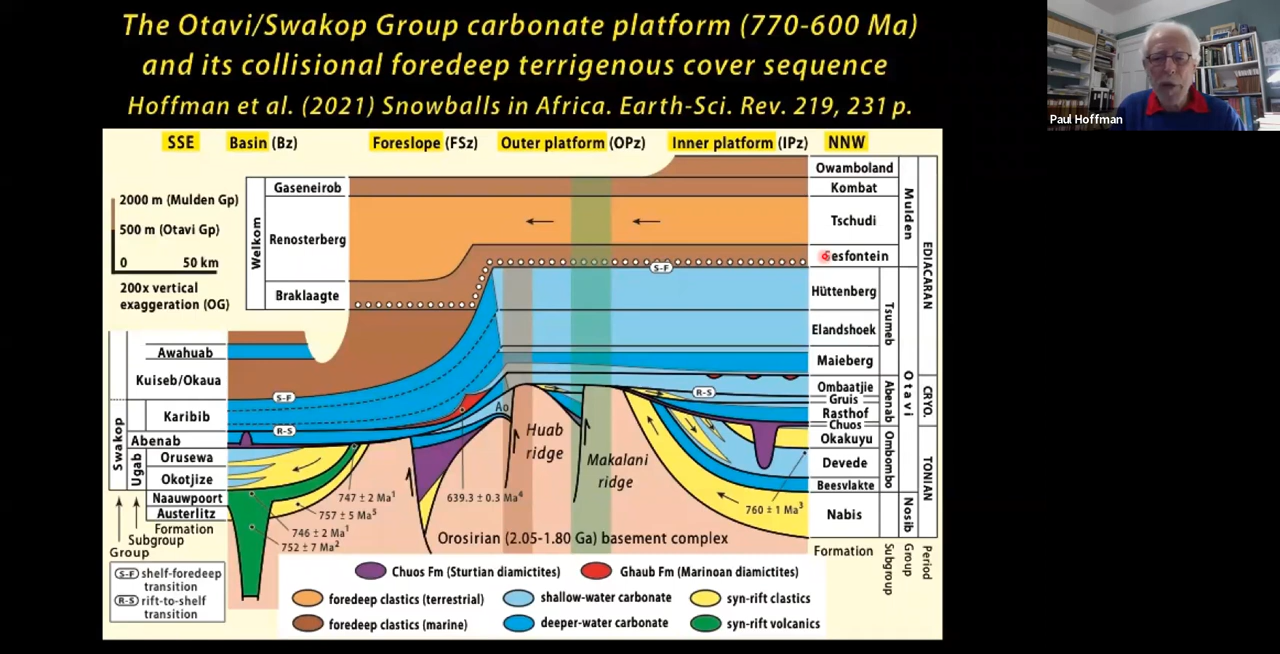 The Otavi/Swakop Group carbonate platform (770-600 Ma)
and its collisional foredeep terrigenous cover sequence
Hoffman et al. (2021) Snowballs in Africa. Earth-Sci. Rev. 219, 231 p.
Paul Hoffman
SSE
Basin (Bz)
Foreslope (FSz)
Outer platform (OPz)
Inner platform (IPz)
NNW
2000 m (Mulden Gp)
500 m (Otavi Gp)
0 50 km
200x vertical
exaggeration (OG)
Welkom
Gaseneirob
Renosterberg
Braklaagte
Owamboland
Kombat
Tschudi
Sesfontein
Hüttenberg
Elandshoek
Maieberg
Ombaatjie
Gruis
Rasthof
Chuos
Okakuyu
Devede
Beesvlakte
Nabis
Formation
Tsumeb
Abenab
Ombombo
Subgroup
Mulden
Otavi
Nosib
Group
EDIACARAN
CRYO.
TONIAN
Period
S-F
R-S
S-F
R-S
Awahuab
Kuiseb/Okaua
Karibib
Abenab
Orusewa
Okotjize
Naauwpoort
Austerlitz
Swakop
Ugab
Formation
Subgroup
Group
Ao
Huab
ridge
Makalani
ridge
747 ± 2 Ma¹
757 ± 5 Ma⁵
746 ± 2 Ma¹
752 ± 7 Ma²
639.3 ± 0.3 Ma⁴
760 ± 1 Ma³
Orosirian (2.05-1.80 Ga) basement complex
S-F shelf-foredeep
transition
R-S rift-to-shelf
transition
Chuos Fm (Sturtian diamictites)
Ghaub Fm (Marinoan diamictites)
foredeep clastics (terrestrial)
shallow-water carbonate
syn-rift clastics
foredeep clastics (marine)
deeper-water carbonate
syn-rift volcanics